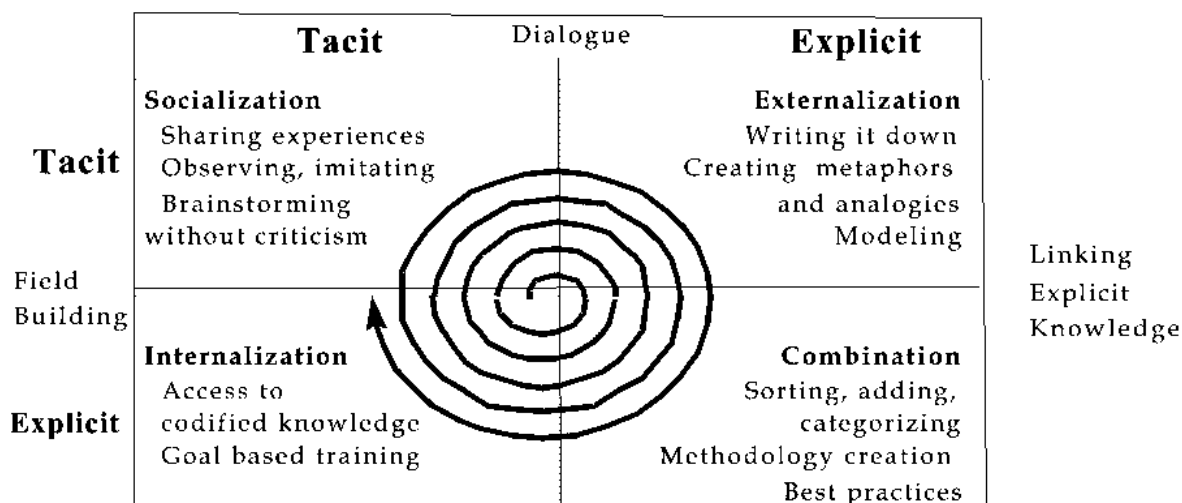 Tacit
Dialogue
Explicit
Tacit
Socialization
Sharing experiences
Observing, imitating
Brainstorming
without criticism
Externalization
Writing it down
Creating metaphors
and analogies
Modeling
Field
Building
Linking
Explicit
Knowledge
Explicit
Internalization
Access to
codified knowledge
Goal based training
Combination
Sorting, adding,
categorizing
Methodology creation
Best practices